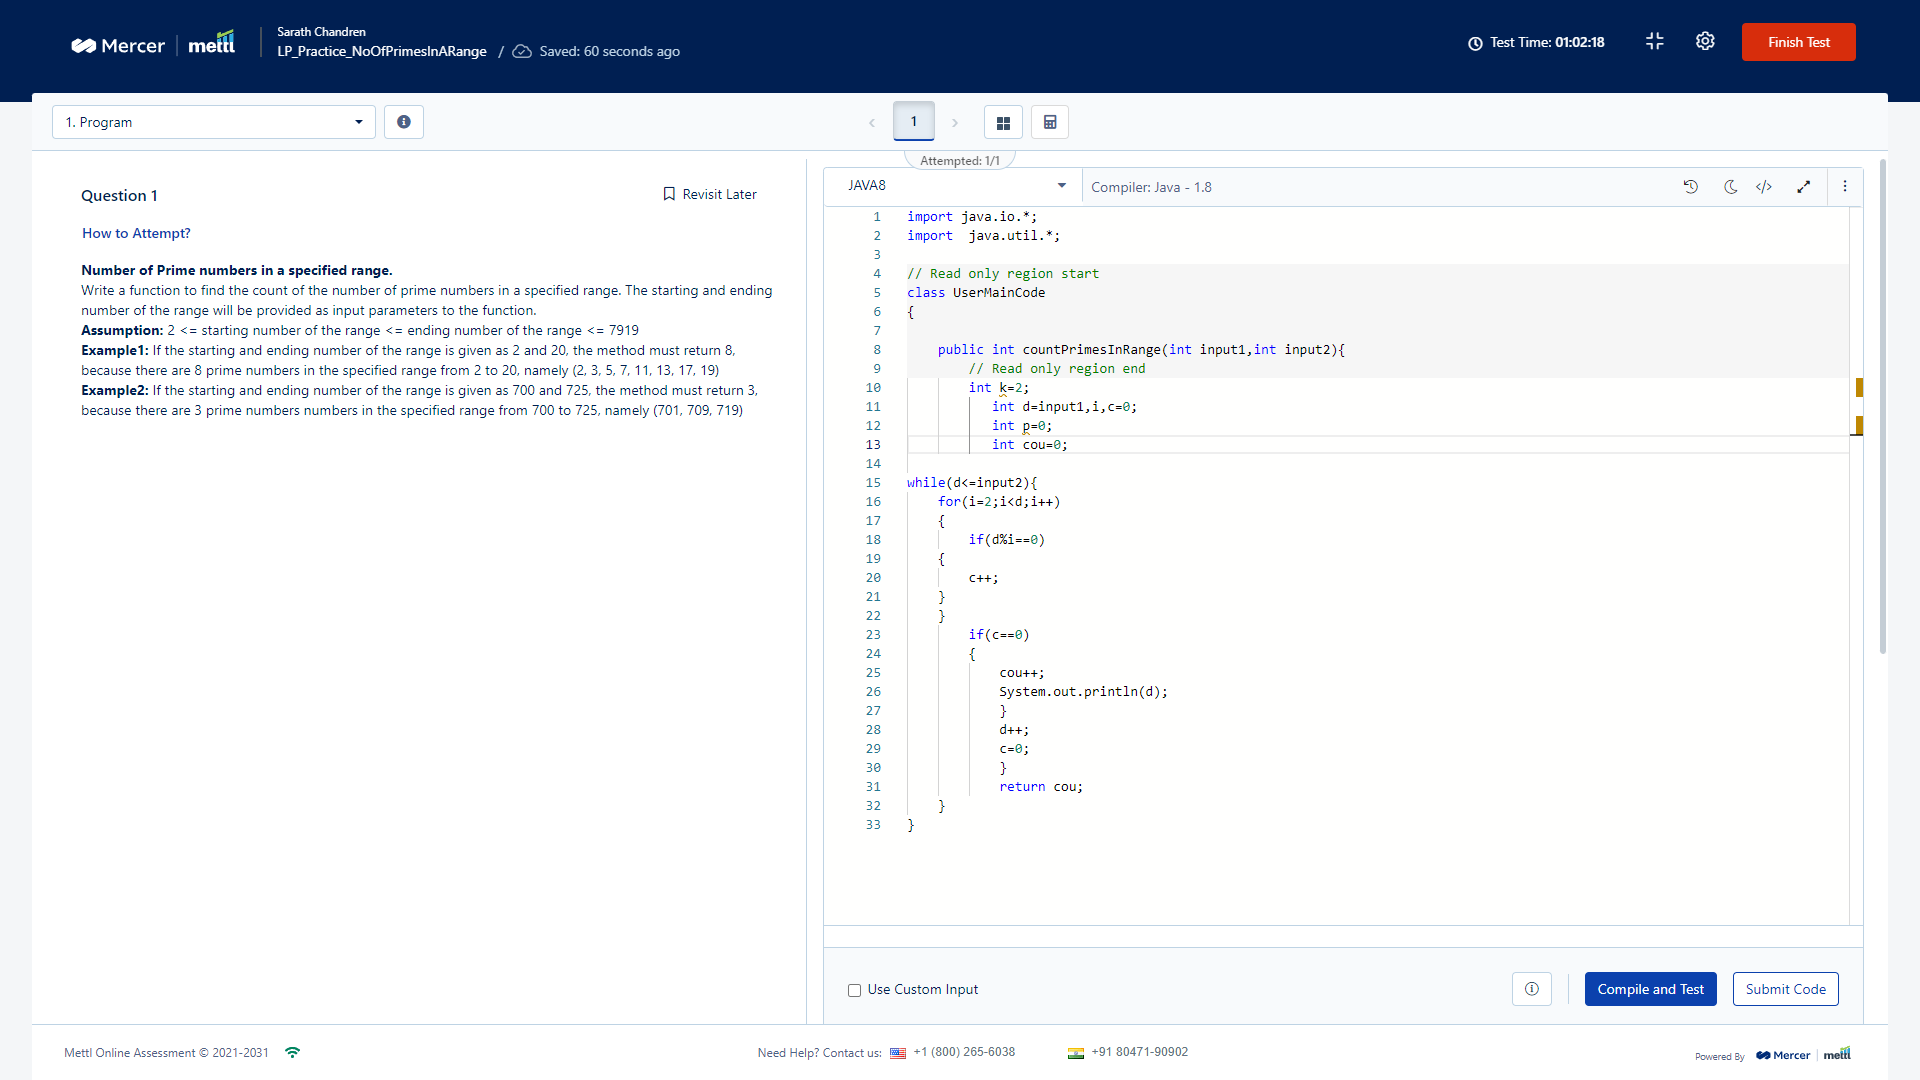 Mercer | mettl
Sarath Chandren
LP_Practice_NoOfPrimesInARange / Saved: 60 seconds ago
Test Time: 01:02:18
Finish Test
1. Program
1
Attempted: 1/1
Question 1
Revisit Later
How to Attempt?
Number of Prime numbers in a specified range.
Write a function to find the count of the number of prime numbers in a specified range. The starting and ending
number of the range will be provided as input parameters to the function.
Assumption: 2 <= starting number of the range <= ending number of the range <= 7919
Example1: If the starting and ending number of the range is given as 2 and 20, the method must return 8,
because there are 8 prime numbers in the specified range from 2 to 20, namely (2, 3, 5, 7, 11, 13, 17, 19)
Example2: If the starting and ending number of the range is given as 700 and 725, the method must return 3,
because there are 3 prime numbers numbers in the specified range from 700 to 725, namely (701, 709, 719)
JAVA8
Compiler: Java - 1.8
1 import java.io.*;
2 import  java.util.*;
3
4 // Read only region start
5 class UserMainCode
6 {
7
8     public int countPrimesInRange(int input1,int input2){
9         // Read only region end
10         int k=2;
11            int d=input1,i,c=0;
12            int p=0;
13            int cou=0;
14
15 while(d<=input2){
16     for(i=2;i<d;i++)
17     {
18         if(d%i==0)
19     {
20         c++;
21     }
22     }
23         if(c==0)
24         {
25             cou++;
26             System.out.println(d);
27             }
28             d++;
29             c=0;
30             }
31             return cou;
32     }
33 }
Use Custom Input
Compile and Test
Submit Code
Mettl Online Assessment © 2021-2031
Need Help? Contact us: +1 (800) 265-6038
+91 80471-90902
Powered By Mercer | mettl